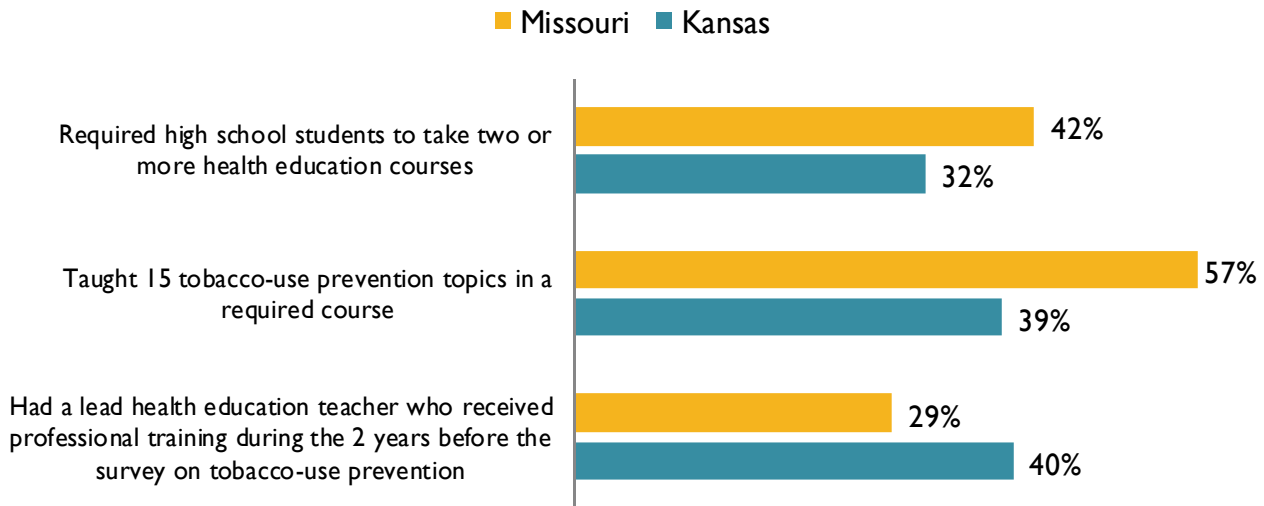 Missouri Kansas
Required high school students to take two or
more health education courses
42%
32%
Taught 15 tobacco-use prevention topics in a
required course
57%
39%
Had a lead health education teacher who received
professional training during the 2 years before the
survey on tobacco-use prevention
29%
40%